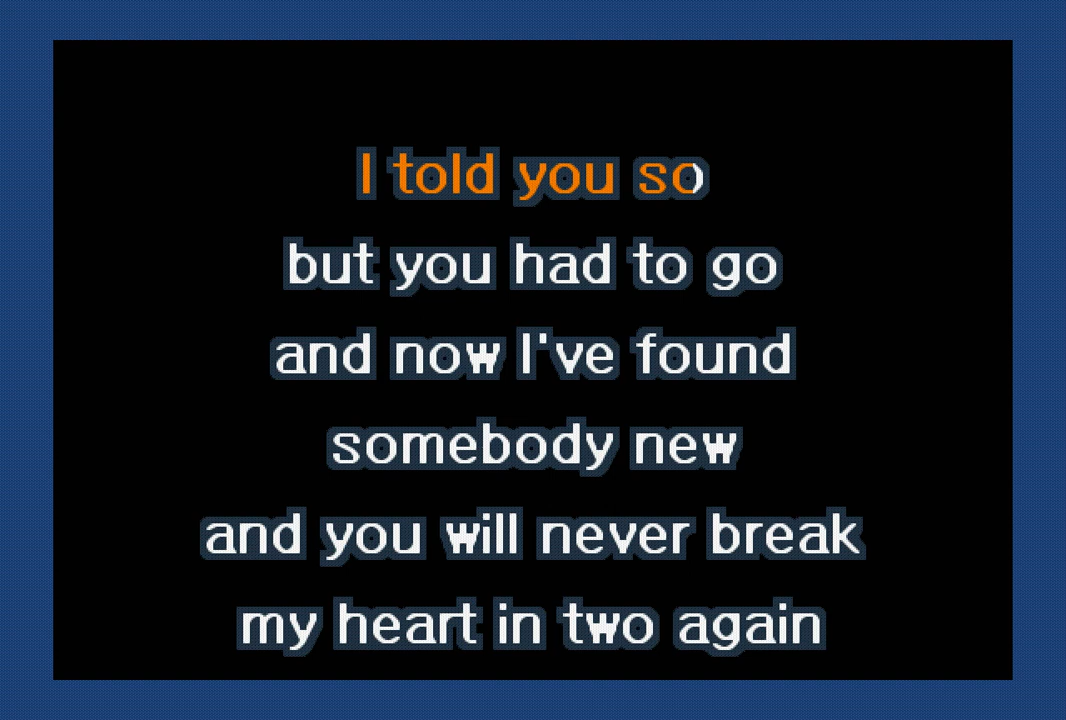 I told you so
but you had to go
and now I've found
somebody new
and you will never break
my heart in two again